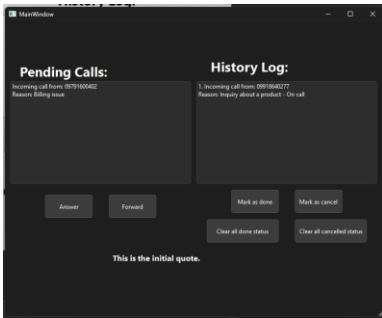 History Log:
MainWindow
Pending Calls:
History Log:
Incoming call from: 09791600402
Reason: Billing issue
1. Incoming call from: 09918640277
Reason: Inquiry about a product - On call
Answer
Forward
Mark as done
Mark as cancel
Clear all done status
Clear all cancelled status
This is the initial quote.